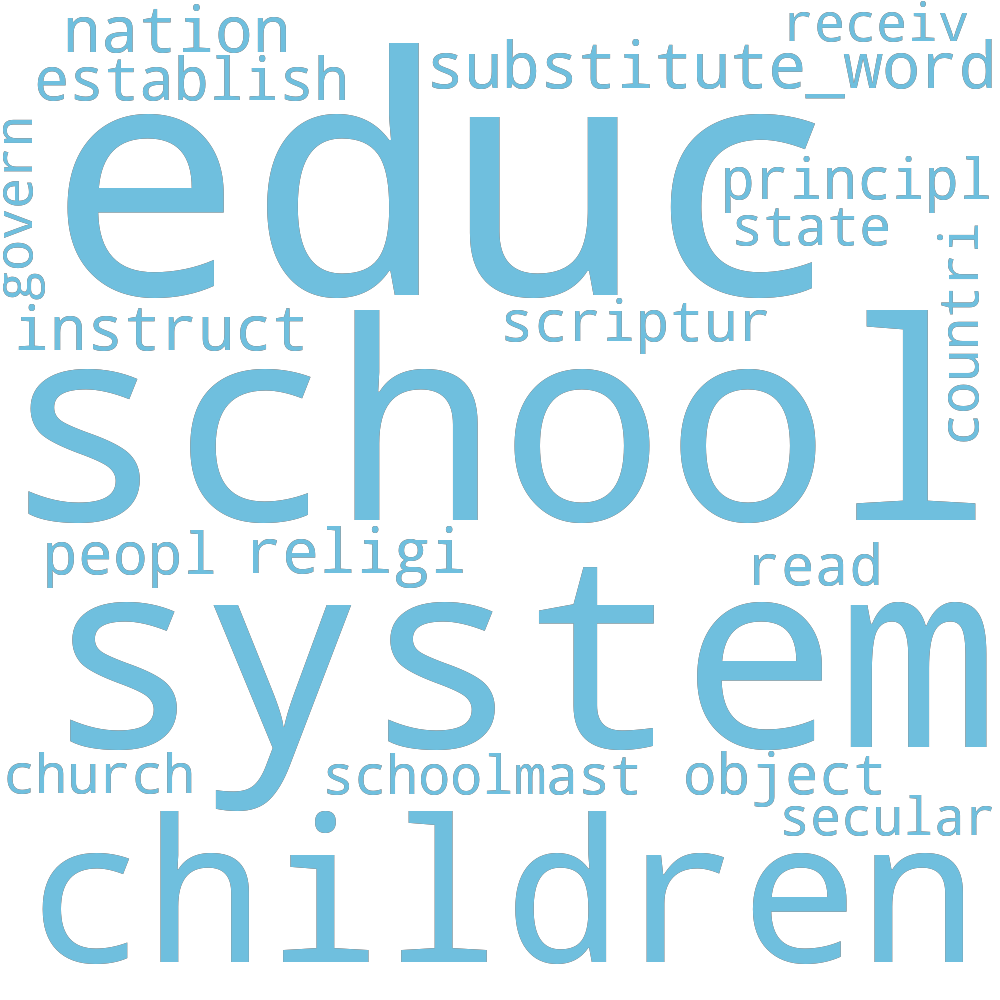 nation
receiv
establish
substitute_word
educ
govern
principl
state
countri
instruct
scriptur
school
peopl
religi
read
system
church
schoolmast
object
secular
children